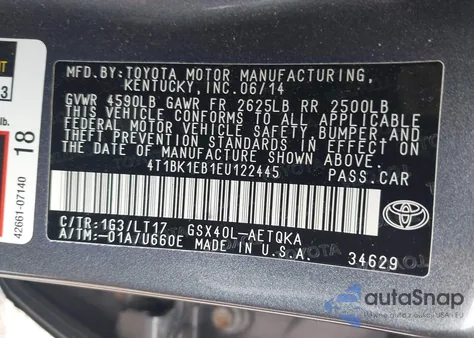 MFD.BY:TOYOTA MOTOR MANUFACTURING,
KENTUCKY, INC. 06/14
GVWR 4590LB GAWR FR 2625LB RR 2500LB
THIS VEHICLE CONFORMS TO ALL APPLICABLE
FEDERAL MOTOR VEHICLE SAFETY, BUMPER, AND
THEFT PREVENTION STANDARDS IN EFFECT ON
THE DATE OF MANUFACTURE SHOWN ABOVE.
4T1BK1EB1EU122445 PASS.CAR
C/TR:1G3/LT17 GSX40L-AETQKA
A/TM:-01A/U660E MADE IN U.S.A.
34629
TOYOTA
42661-07140
18
3
autoSnap